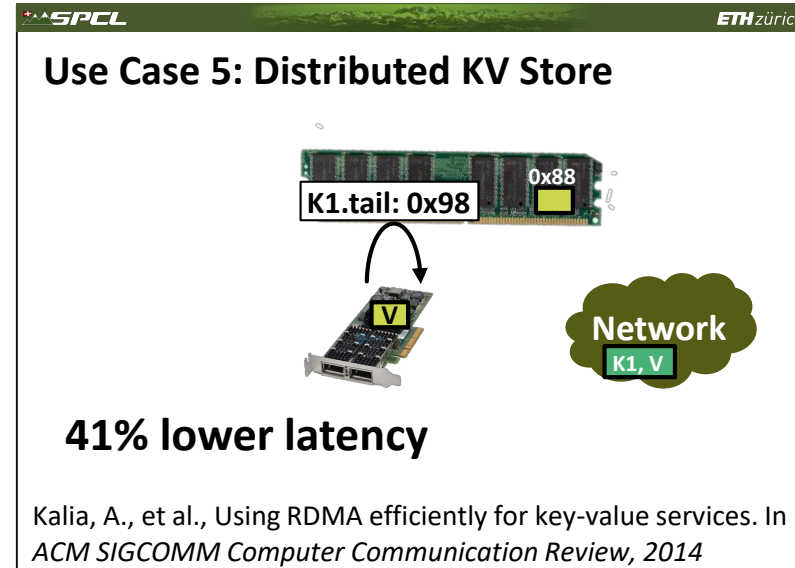 SPCL
ETH züric
Use Case 5: Distributed KV Store
0x88
K1.tail: 0x98
V
Network
K1, V
41% lower latency
Kalia, A., et al., Using RDMA efficiently for key-value services. In
ACM SIGCOMM Computer Communication Review, 2014